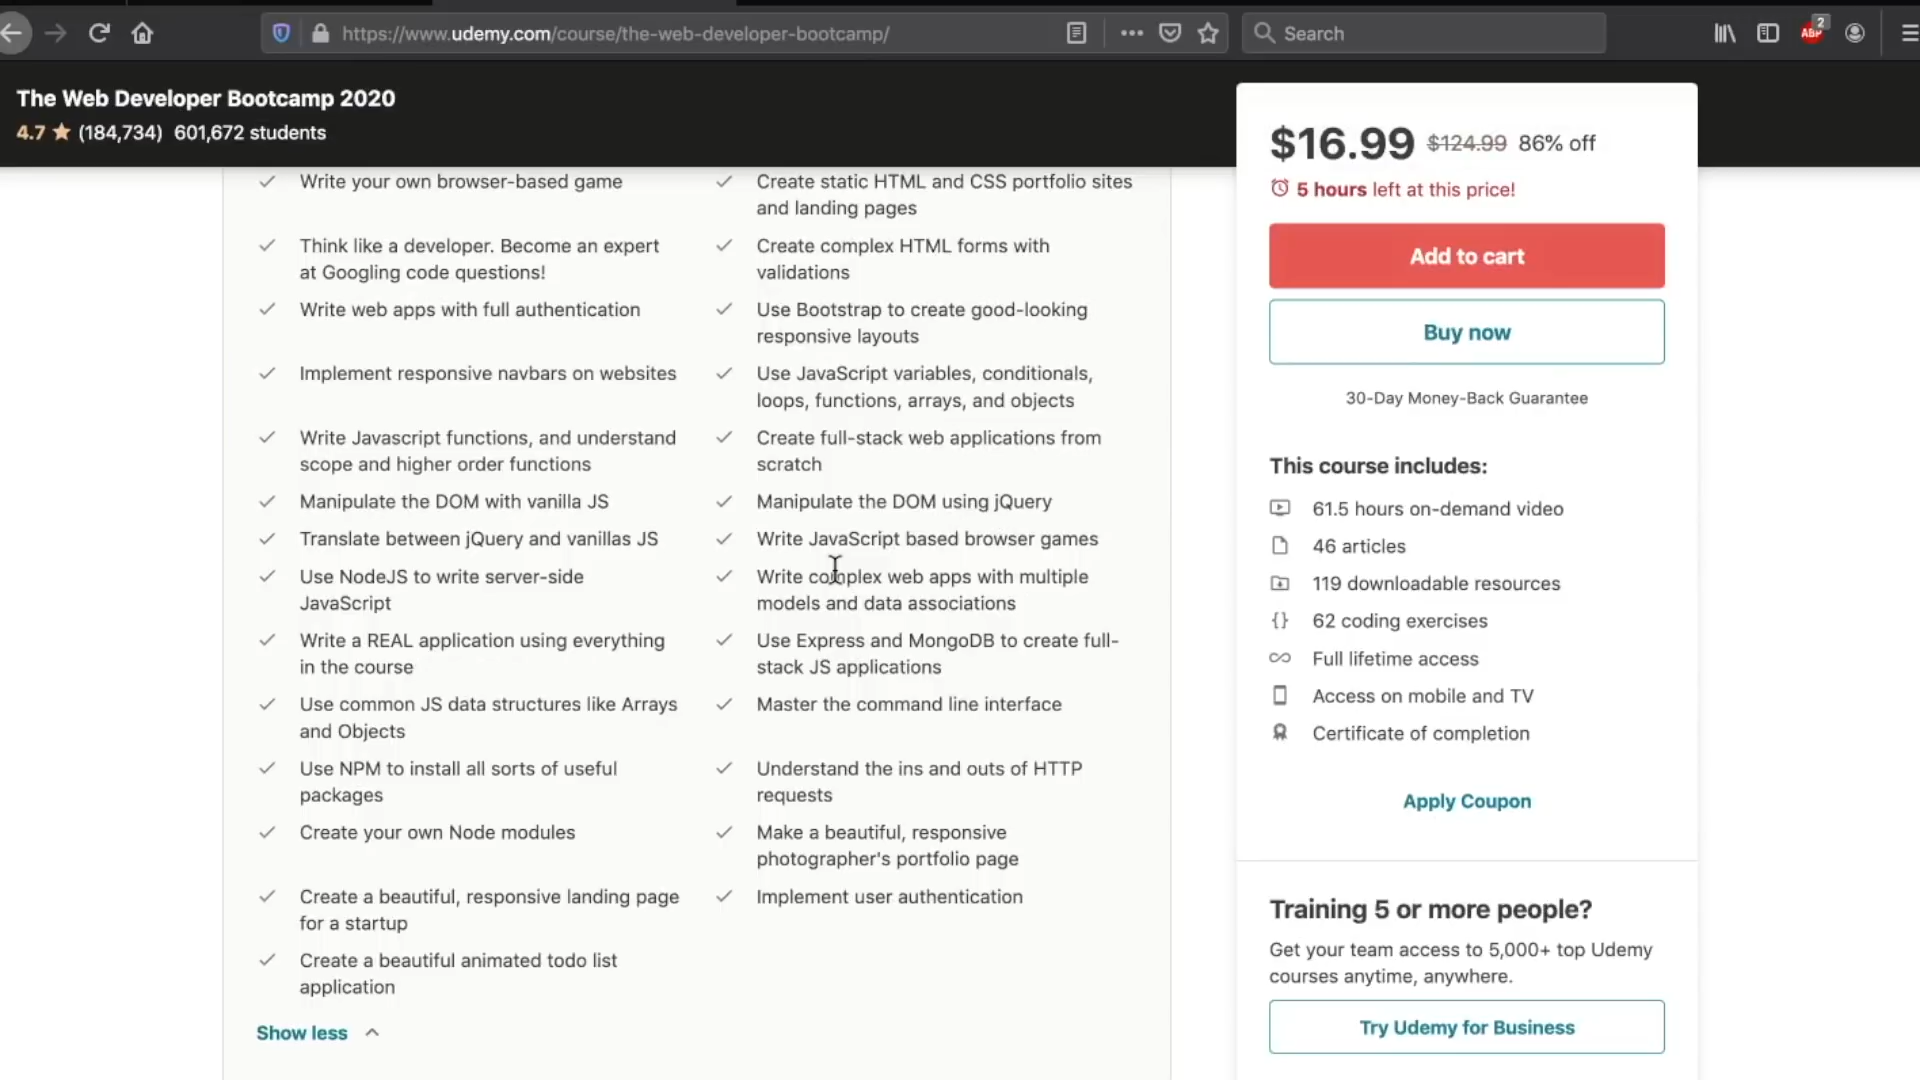 https://www.udemy.com/course/the-web-developer-bootcamp/
Search
ABP
2
The Web Developer Bootcamp 2020
4.7 (184,734) 601,672 students
Write your own browser-based game
Think like a developer. Become an expert
at Googling code questions!
Write web apps with full authentication
Implement responsive navbars on websites
Write Javascript functions, and understand
scope and higher order functions
Manipulate the DOM with vanilla JS
Translate between jQuery and vanillas JS
Use NodeJS to write server-side
JavaScript
Write a REAL application using everything
in the course
Use common JS data structures like Arrays
and Objects
Use NPM to install all sorts of useful
packages
Create your own Node modules
Create a beautiful, responsive landing page
for a startup
Create a beautiful animated todo list
application
Show less
Create static HTML and CSS portfolio sites
and landing pages
Create complex HTML forms with
validations
Use Bootstrap to create good-looking
responsive layouts
Use JavaScript variables, conditionals,
loops, functions, arrays, and objects
Create full-stack web applications from
scratch
Manipulate the DOM using jQuery
Write JavaScript based browser games
Write complex web apps with multiple
models and data associations
Use Express and MongoDB to create full-
stack JS applications
Master the command line interface
Understand the ins and outs of HTTP
requests
Make a beautiful, responsive
photographer's portfolio page
Implement user authentication
$16.99 $124.99 86% off
5 hours left at this price!
Add to cart
Buy now
30-Day Money-Back Guarantee
This course includes:
61.5 hours on-demand video
46 articles
119 downloadable resources
62 coding exercises
Full lifetime access
Access on mobile and TV
Certificate of completion
Apply Coupon
Training 5 or more people?
Get your team access to 5,000+ top Udemy
courses anytime, anywhere.
Try Udemy for Business